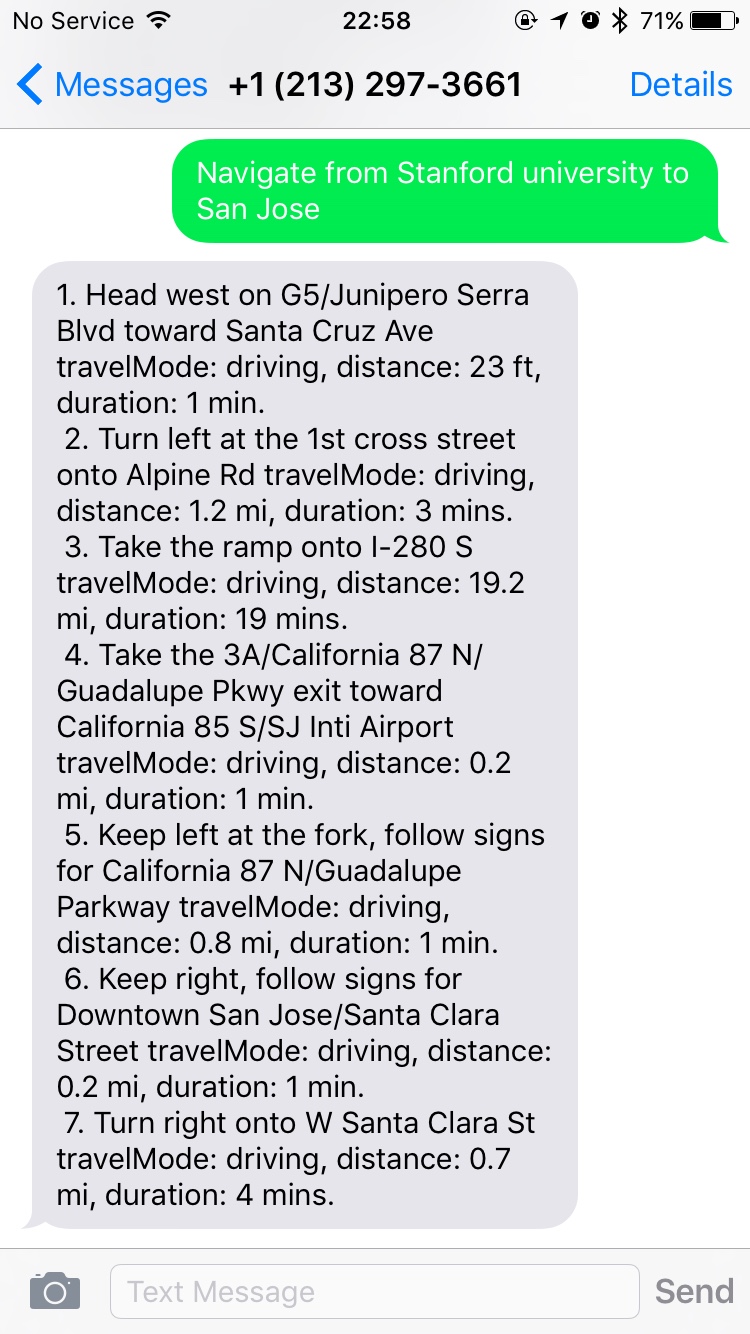 No Service 22:58 71%
Messages +1 (213) 297-3661 Details
Navigate from Stanford university to
San Jose
1. Head west on G5/Junipero Serra
Blvd toward Santa Cruz Ave
travelMode: driving, distance: 23 ft,
duration: 1 min.
2. Turn left at the 1st cross street
onto Alpine Rd travelMode: driving,
distance: 1.2 mi, duration: 3 mins.
3. Take the ramp onto I-280 S
travelMode: driving, distance: 19.2
mi, duration: 19 mins.
4. Take the 3A/California 87 N/
Guadalupe Pkwy exit toward
California 85 S/SJ Inti Airport
travelMode: driving, distance: 0.2
mi, duration: 1 min.
5. Keep left at the fork, follow signs
for California 87 N/Guadalupe
Parkway travelMode: driving,
distance: 0.8 mi, duration: 1 min.
6. Keep right, follow signs for
Downtown San Jose/Santa Clara
Street travelMode: driving, distance:
0.2 mi, duration: 1 min.
7. Turn right onto W Santa Clara St
travelMode: driving, distance: 0.7
mi, duration: 4 mins.
Text Message Send